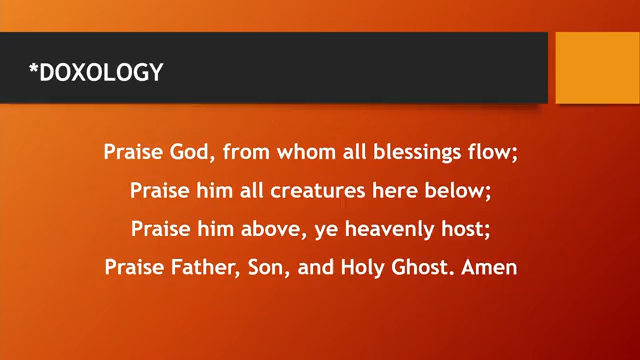 *DOXOLOGY
Praise God, from whom all blessings flow;
Praise him all creatures here below;
Praise him above, ye heavenly host;
Praise Father, Son, and Holy Ghost. Amen